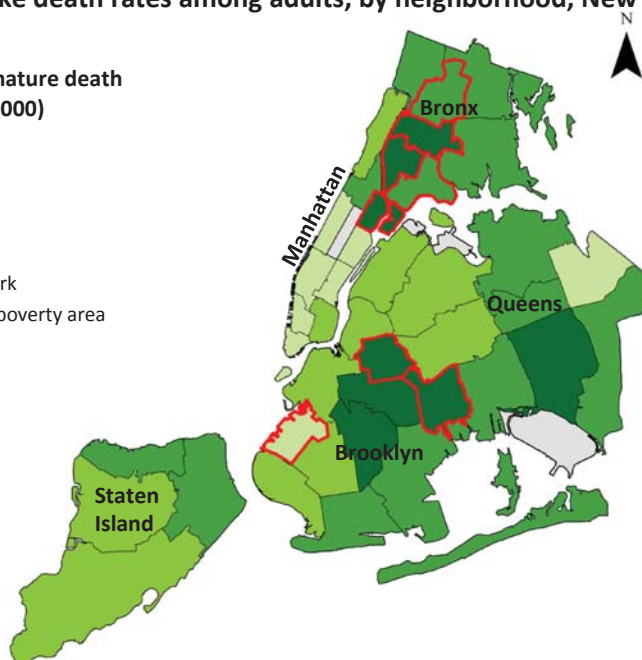 ke death rates among adults, by neighborhood, New
N
nature death
000)
Bronx
Manhattan
rk
poverty area
Queens
Brooklyn
Staten
Island